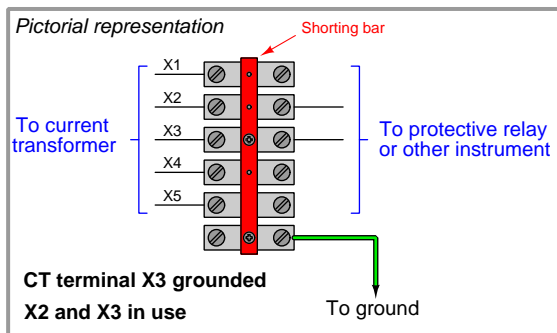 Pictorial representation
Shorting bar
X1
X2
X3
X4
X5
To current
transformer
To protective relay
or other instrument
CT terminal X3 grounded
X2 and X3 in use
To ground